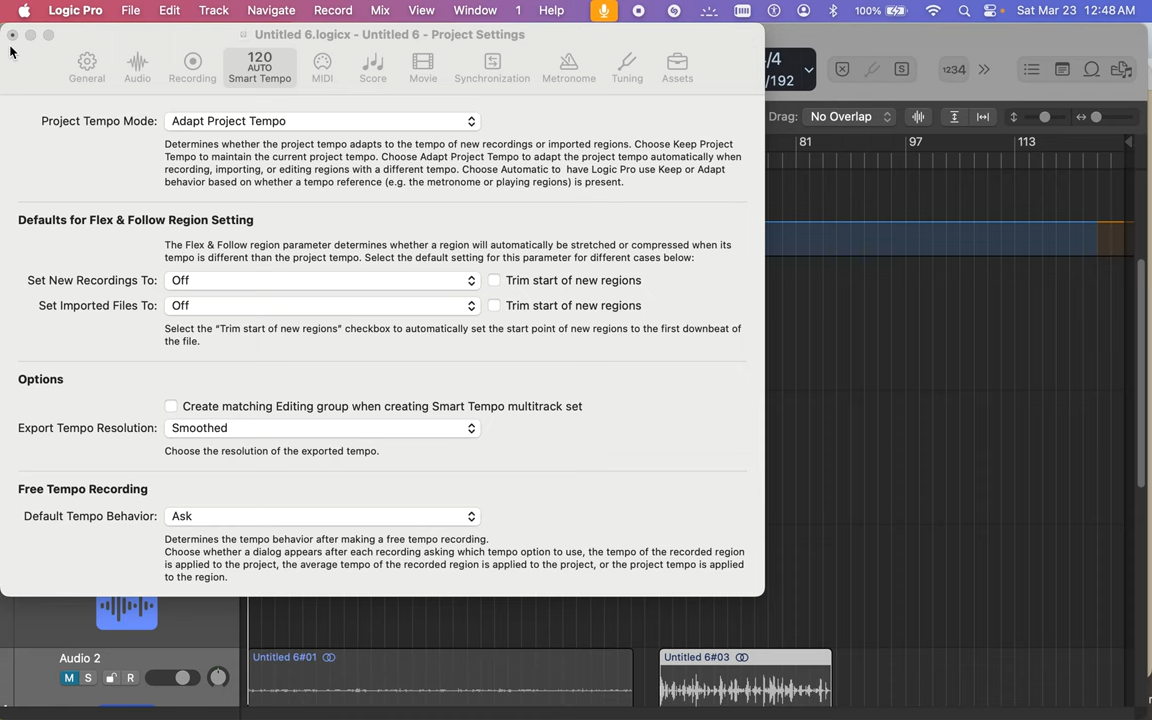 Logic Pro File Edit Track Navigate Record Mix View Window 1 Help 100% Sat Mar 23 12:48 AM
Untitled 6.logicx - Untitled 6 - Project Settings
120
AUTO
General Audio Recording Smart Tempo MIDI Score Movie Synchronization Metronome Tuning Assets
/4
/192
S
1234
Project Tempo Mode: Adapt Project Tempo
Drag: No Overlap
81 97 113
Determines whether the project tempo adapts to the tempo of new recordings or imported regions. Choose Keep Project
Tempo to maintain the current project tempo. Choose Adapt Project Tempo to adapt the project tempo automatically when
recording, importing, or editing regions with a different tempo. Choose Automatic to have Logic Pro use Keep or Adapt
behavior based on whether a tempo reference (e.g. the metronome or playing regions) is present.
Defaults for Flex & Follow Region Setting
The Flex & Follow region parameter determines whether a region will automatically be stretched or compressed when its
tempo is different than the project tempo. Select the default setting for this parameter for different cases below:
Set New Recordings To: Off Trim start of new regions
Set Imported Files To: Off Trim start of new regions
Select the "Trim start of new regions" checkbox to automatically set the start point of new regions to the first downbeat of
the file.
Options
Create matching Editing group when creating Smart Tempo multitrack set
Export Tempo Resolution: Smoothed
Choose the resolution of the exported tempo.
Free Tempo Recording
Default Tempo Behavior: Ask
Determines the tempo behavior after making a free tempo recording.
Choose whether a dialog appears after each recording asking which tempo option to use, the tempo of the recorded region
is applied to the project, the average tempo of the recorded region is applied to the project, or the project tempo is applied
to the region.
Audio 2
M S R
Untitled 6#01 Untitled 6#03